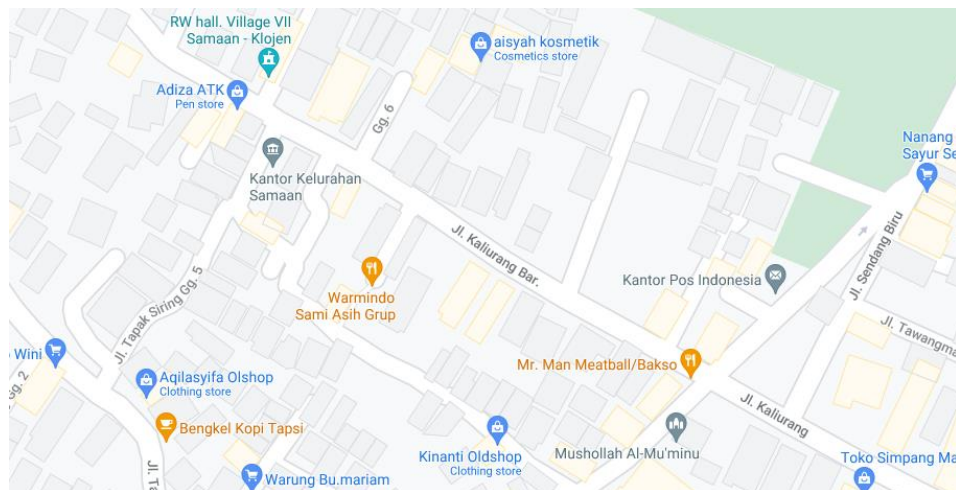 RW hall. Village VII
Samaan - Klojen
aisyah kosmetik
Cosmetics store
Adiza ATK
Pen store
Gg. 6
Nanang
Sayur Se
Kantor Kelurahan
Samaan
Jl. Kaliurang Bar.
Jl. Sendang Biru
Kantor Pos Indonesia
Jl. Tapak Siring Gg. 5
Warmindo
Sami Asih Grup
Jl. Tawangma
Wini
Gg. 2
Mr. Man Meatball/Bakso
Aqilasyifa Olshop
Clothing store
Jl. Kaliurang
Bengkel Kopi Tapsi
Kinanti Oldshop
Clothing store
Mushollah Al-Mu'minu
Toko Simpang Ma
Jl. Ta
Warung Bu.mariam